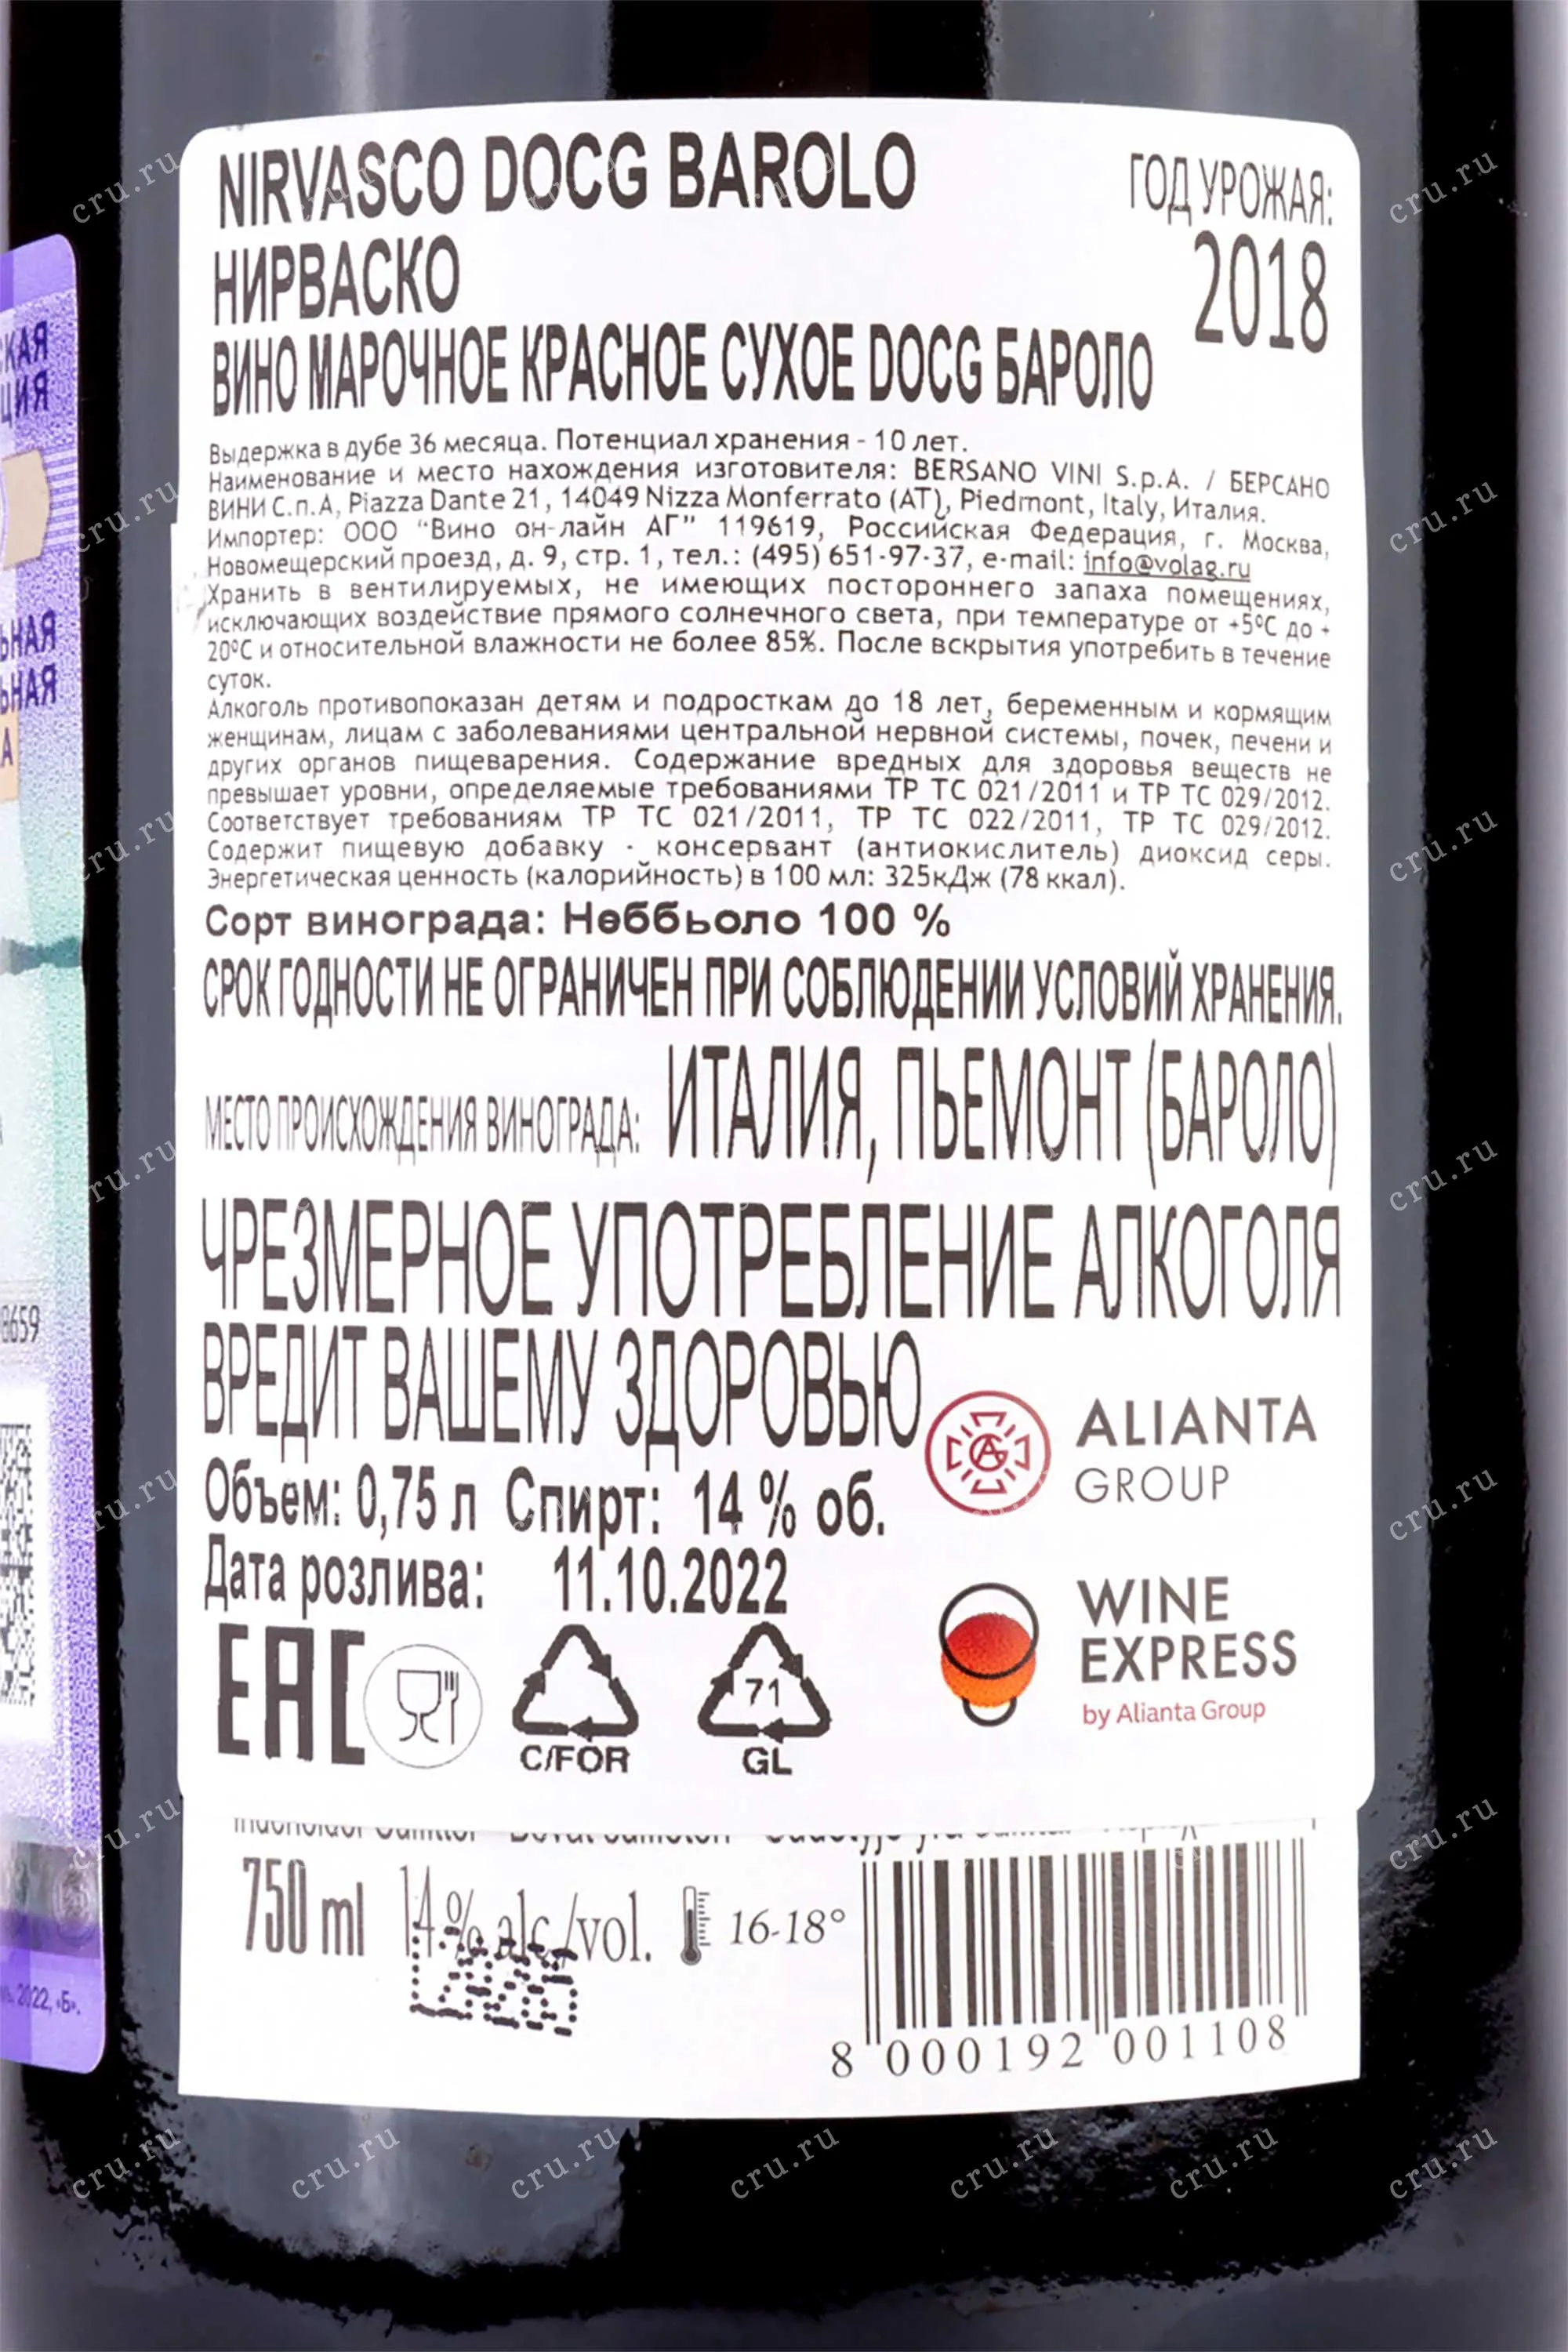 NIRVASCO DOCG BAROLO
ГОД УРОЖАЯ:
2018
НИРВАСКО
ВИНО МАРОЧНОЕ КРАСНОЕ СУХОЕ DOCG БАРОЛО
Выдержка в дубе 36 месяца. Потенциал хранения - 10 лет.
Наименование и место нахождения изготовителя: BERSANO VINI S.p.A. / БЕРСАНО
ВИНИ С.п.А, Piazza Dante 21, 14049 Nizza Monferrato (AT), Piedmont, Italy, Италия.
Импортер: ООО "Вино он-лайн АГ" 119619, Российская Федерация, г. Москва,
Новомещерский проезд, д. 9, стр. 1, тел.: (495) 651-97-37, e-mail: info@volag.ru
Хранить в вентилируемых, не имеющих постороннего запаха помещениях,
исключающих воздействие прямого солнечного света, при температуре от +5ºС до +
20ºС и относительной влажности не более 85%. После вскрытия употребить в течение
суток.
Алкоголь противопоказан детям и подросткам до 18 лет, беременным и кормящим
женщинам, лицам с заболеваниями центральной нервной системы, почек, печени и
других органов пищеварения. Содержание вредных для здоровья веществ не
превышает уровни, определяемые требованиями ТР ТС 021/2011 и ТР ТС 029/2012.
Соответствует требованиям ТР ТС 021/2011, ТР ТС 022/2011, ТР ТС 029/2012.
Содержит пищевую добавку - консервант (антиокислитель) диоксид серы.
Энергетическая ценность (калорийность) в 100 мл: 325кДж (78 ккал).
Сорт винограда: Неббьоло 100 %
СРОК ГОДНОСТИ НЕ ОГРАНИЧЕН ПРИ СОБЛЮДЕНИИ УСЛОВИЙ ХРАНЕНИЯ.
МЕСТО ПРОИСХОЖДЕНИЯ ВИНОГРАДА: ИТАЛИЯ, ПЬЕМОНТ (БАРОЛО)
ЧРЕЗМЕРНОЕ УПОТРЕБЛЕНИЕ АЛКОГОЛЯ
ВРЕДИТ ВАШЕМУ ЗДОРОВЬЮ
ALIANTA
GROUP
Объем: 0,75 л Спирт: 14 % об.
Дата розлива: 11.10.2022
WINE
EXPRESS
by Alianta Group
EAC
C/FOR
71
GL
750 ml 14% alc/vol. 16-18°
8 000192 001108
8659
2022, «Б».
cru.ru